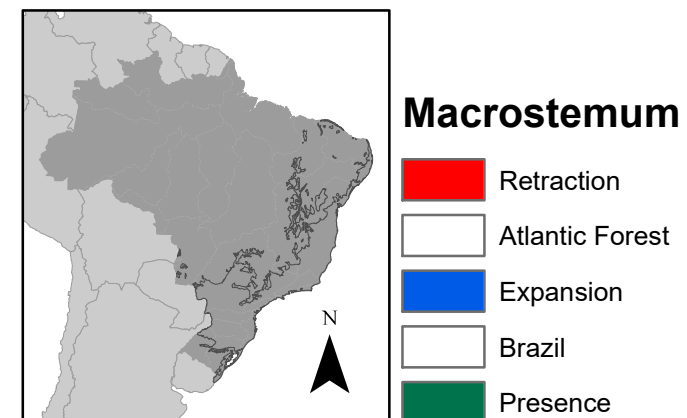 Macrostemum
Retraction
Atlantic Forest
Expansion
Brazil
Presence
N